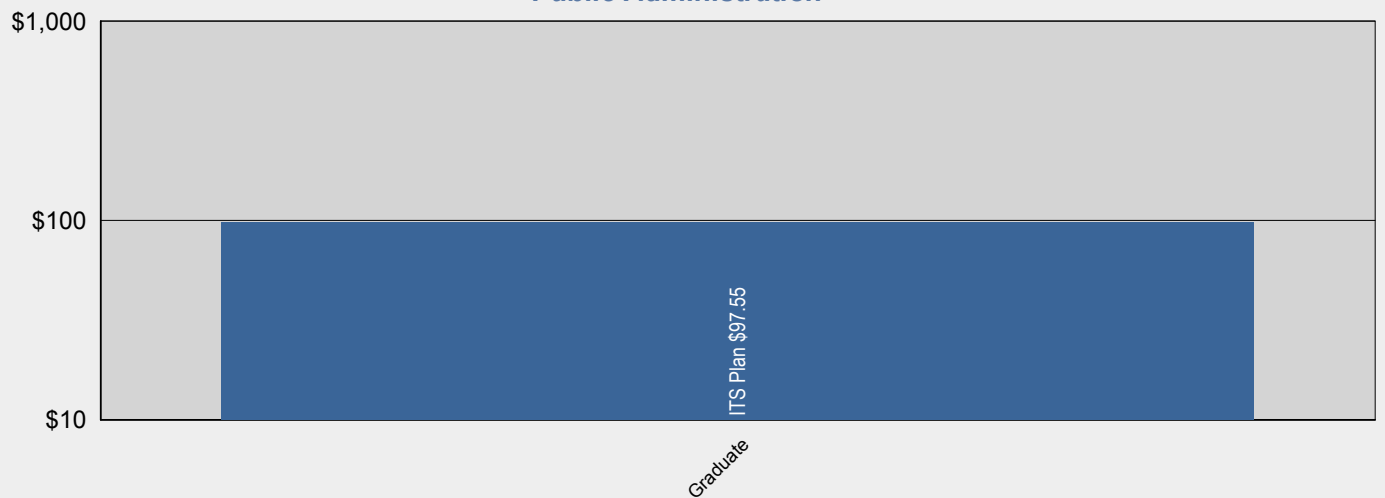 Public Administration
$1,000
$100
$10
ITS Plan $97.55
Graduate